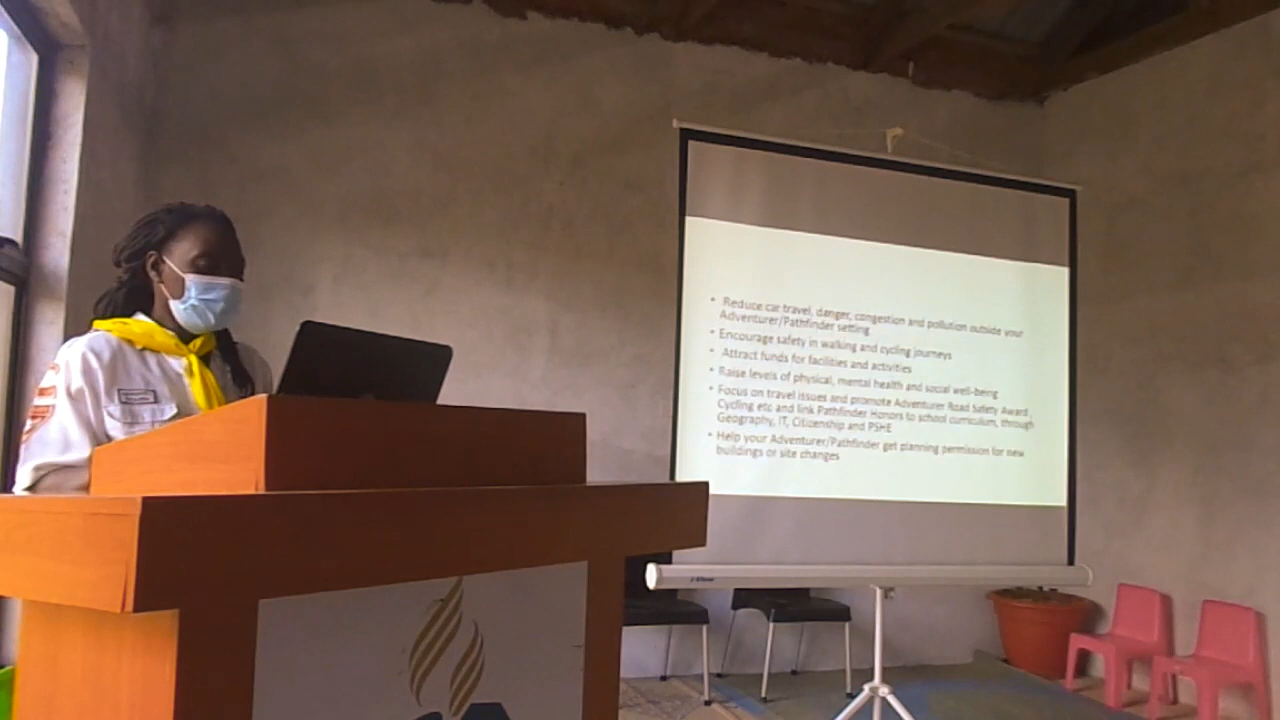 • Reduce car travel, danger, congestion and pollution outside your
Adventurer/Pathfinder setting
• Encourage safety in walking and cycling journeys
• Attract funds for facilities and activities
• Raise levels of physical, mental health and social well-being
• Focus on travel issues and promote Adventurer Road Safety Award
Cycling etc and link Pathfinder Honors to school curriculum, through
Geography, IT, Citizenship and PSHE
• Help your Adventurer/Pathfinder get planning permission for new
buildings or site changes